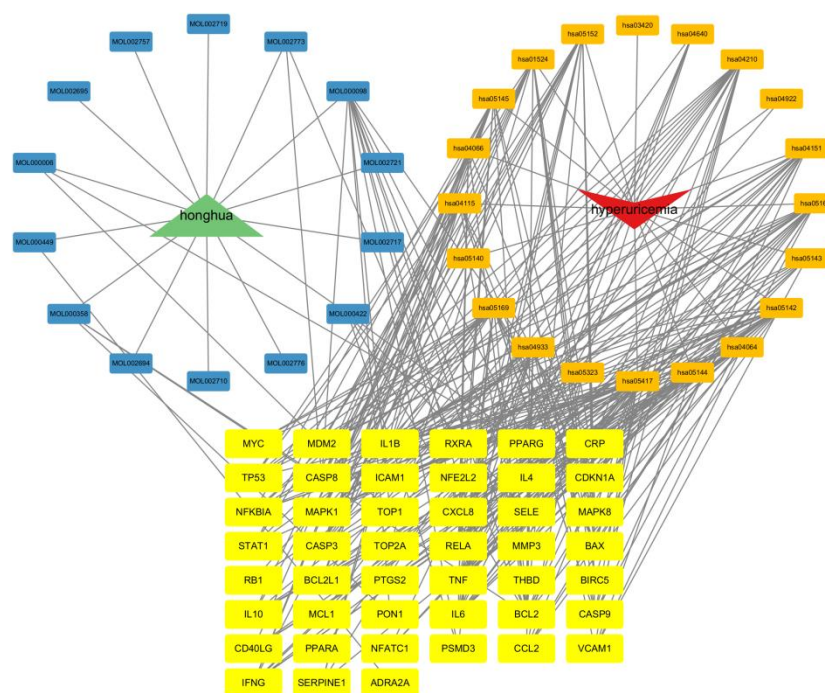 MOL002719
MOL002757
MOL002773
MOL002695
MOL000098
MOL000006
MOL002721
honghua
MOL000449
MOL002717
MOL000358
MOL000422
MOL002694
MOL002776
MOL002710
hsa03420
hsa05152
hsa04640
hsa01524
hsa04210
hsa05145
hsa04922
hsa04066
hsa04151
hsa04115
hyperuricemia
hsa0516
hsa05140
hsa05143
hsa05169
hsa05142
hsa04933
hsa04064
hsa05323
hsa05144
hsa05417
MYC MDM2 IL1B RXRA PPARG CRP
TP53 CASP8 ICAM1 NFE2L2 IL4 CDKN1A
NFKBIA MAPK1 TOP1 CXCL8 SELE MAPK8
STAT1 CASP3 TOP2A RELA MMP3 BAX
RB1 BCL2L1 PTGS2 TNF THBD BIRC5
IL10 MCL1 PON1 IL6 BCL2 CASP9
CD40LG PPARA NFATC1 PSMD3 CCL2 VCAM1
IFNG SERPINE1 ADRA2A